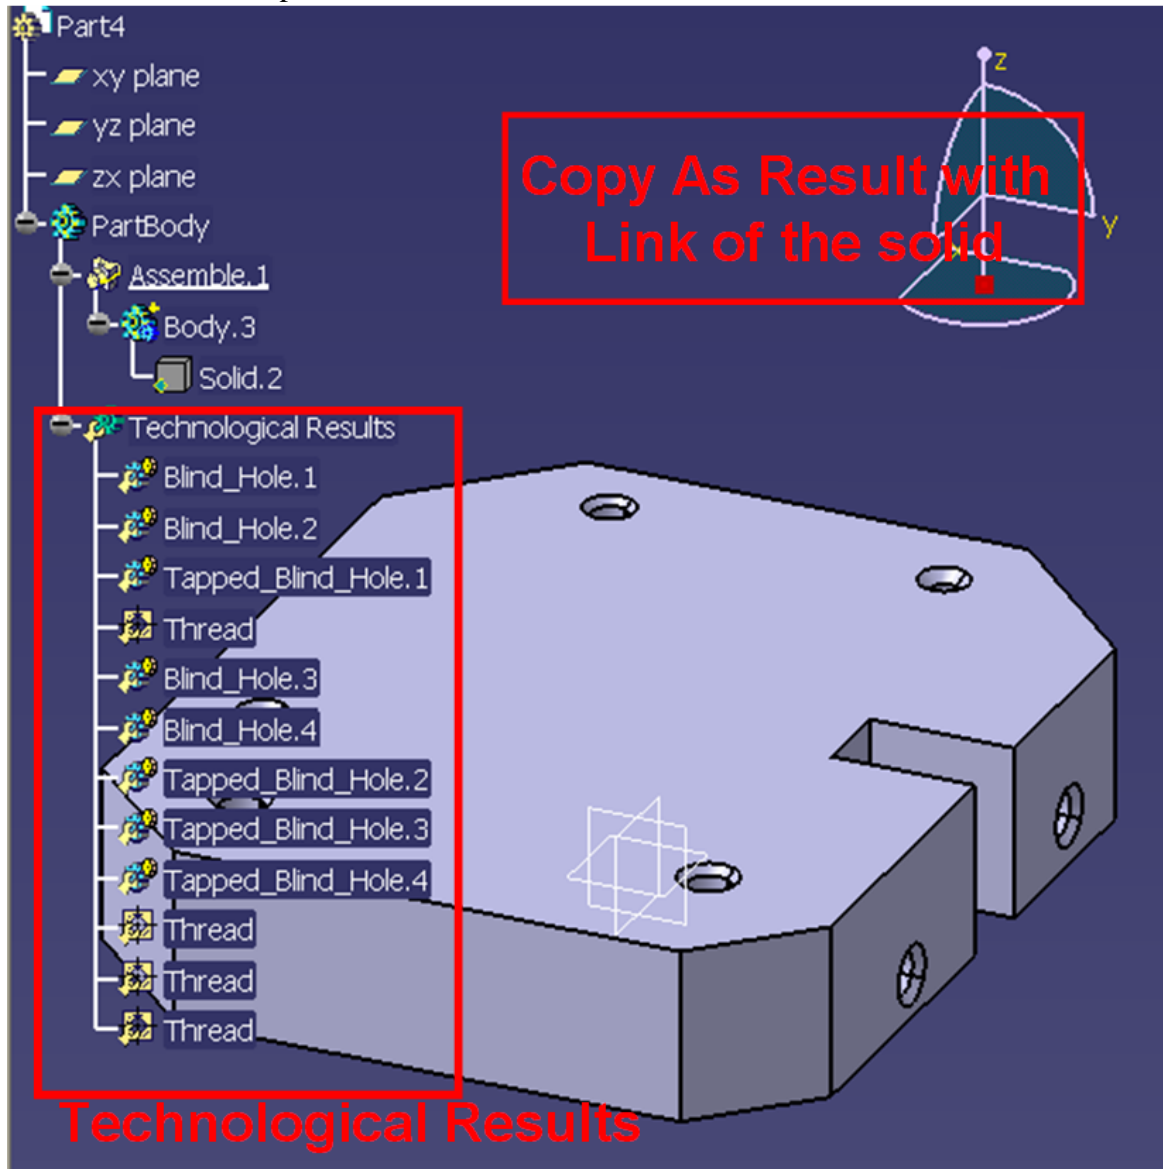 Part4
xy plane
yz plane
zx plane
PartBody
Assemble.1
Body.3
Solid.2
Technological Results
Blind_Hole.1
Blind_Hole.2
Tapped_Blind_Hole.1
Thread
Blind_Hole.3
Blind_Hole.4
Tapped_Blind_Hole.2
Tapped_Blind_Hole.3
Tapped_Blind_Hole.4
Thread
Thread
Thread
z
Copy As Result with
Link of the solid
x
y
Technological Results